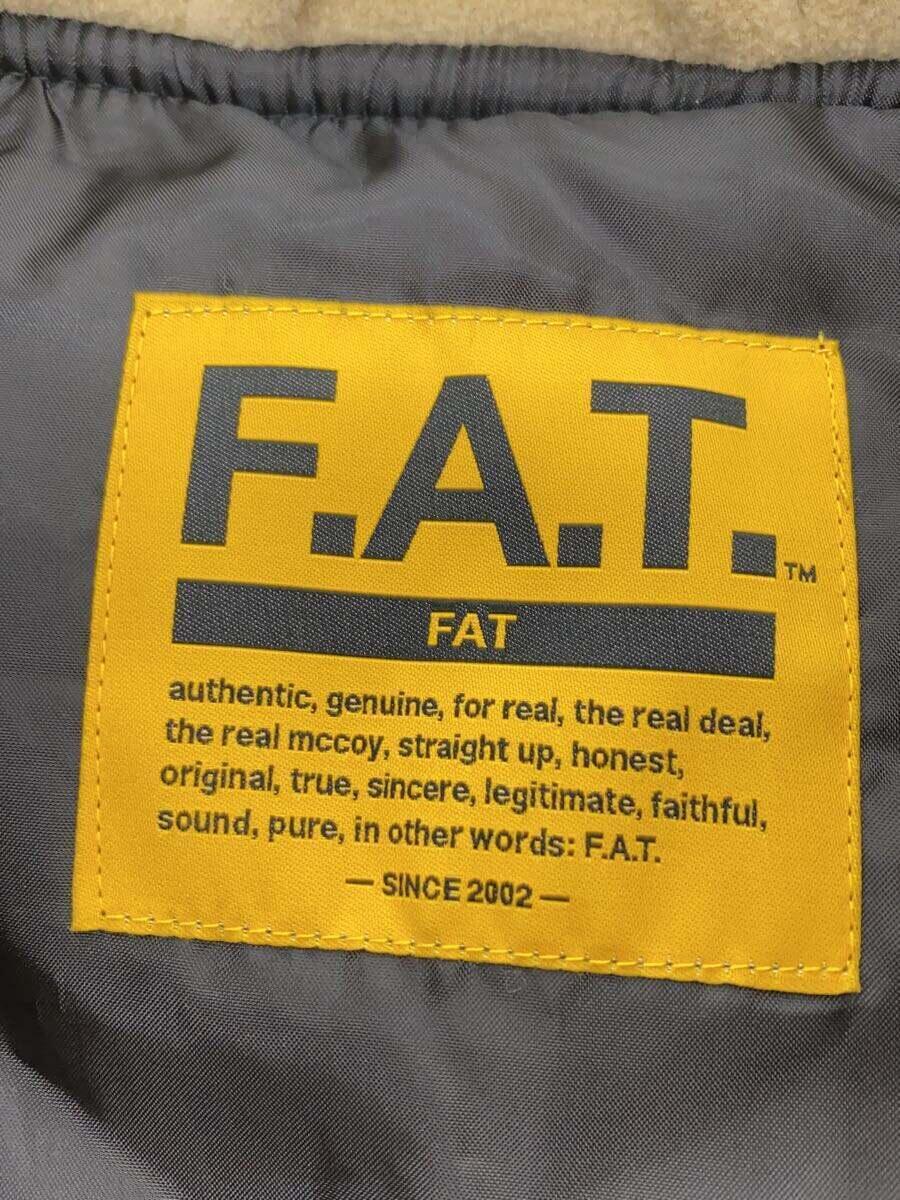 F.A.T.™
FAT
authentic, genuine, for real, the real deal,
the real mccoy, straight up, honest,
original, true, sincere, legitimate, faithful,
sound, pure, in other words: F.A.T.
— SINCE 2002 —